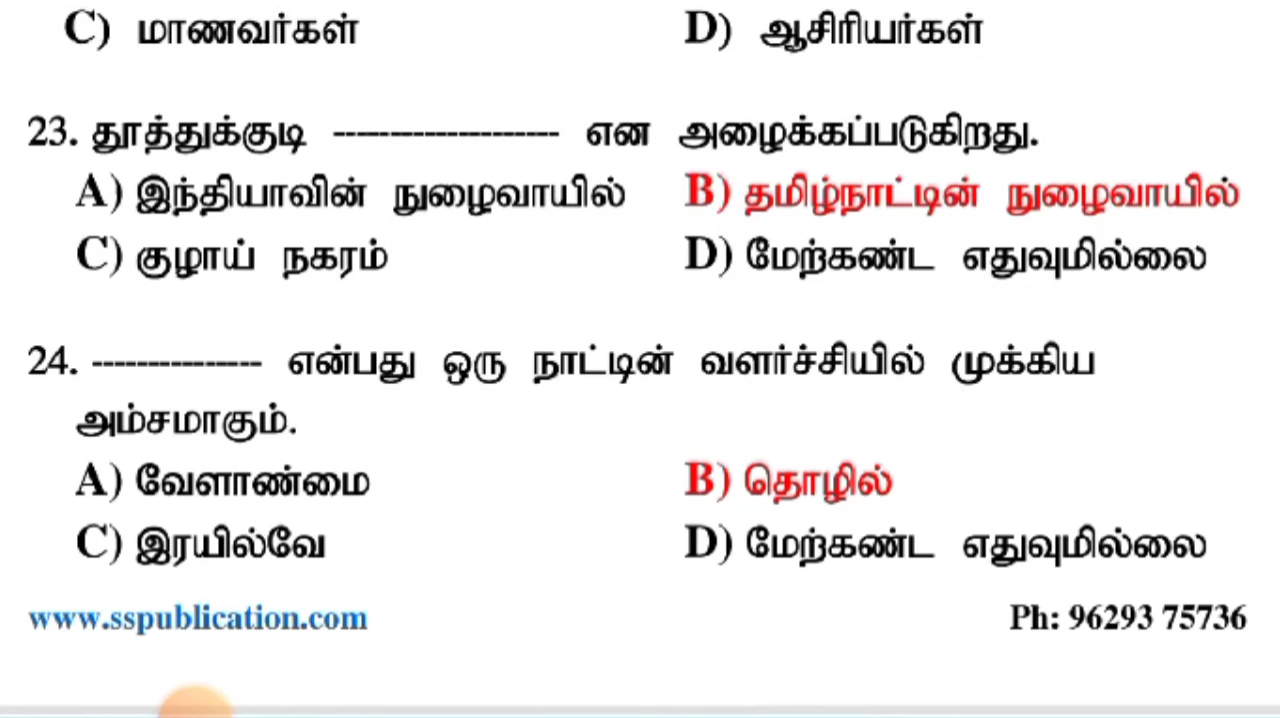 C) மாணவர்கள் D) ஆசிரியர்கள்
23. தூத்துக்குடி -------------------- என அழைக்கப்படுகிறது.
A) இந்தியாவின் நுழைவாயில் B) தமிழ்நாட்டின் நுழைவாயில்
C) குழாய் நகரம் D) மேற்கண்ட எதுவுமில்லை
24. --------------- என்பது ஒரு நாட்டின் வளர்ச்சியில் முக்கிய
அம்சமாகும்.
A) வேளாண்மை B) தொழில்
C) இரயில்வே D) மேற்கண்ட எதுவுமில்லை
www.sspublication.com Ph: 96293 75736